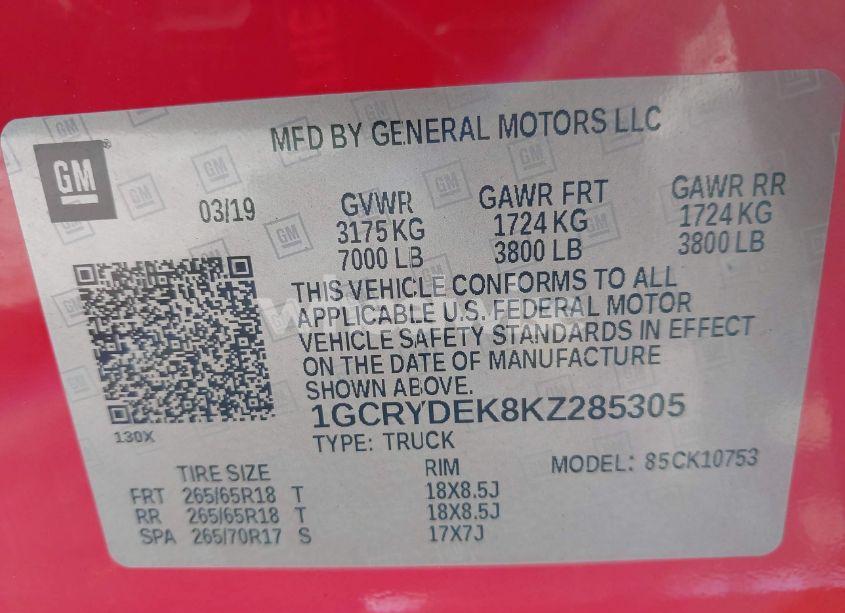 MFD BY GENERAL MOTORS LLC
GM
03/19
GVWR GAWR FRT GAWR RR
3175 KG 1724 KG 1724 KG
7000 LB 3800 LB 3800 LB
THIS VEHICLE CONFORMS TO ALL
APPLICABLE U.S. FEDERAL MOTOR
VEHICLE SAFETY STANDARDS IN EFFECT
ON THE DATE OF MANUFACTURE
SHOWN ABOVE.
1GCRYDEK8KZ285305
130X
TYPE: TRUCK
TIRE SIZE RIM MODEL: 85CK10753
FRT 265/65R18 T 18X8.5J
RR 265/65R18 T 18X8.5J
SPA 265/70R17 S 17X7J